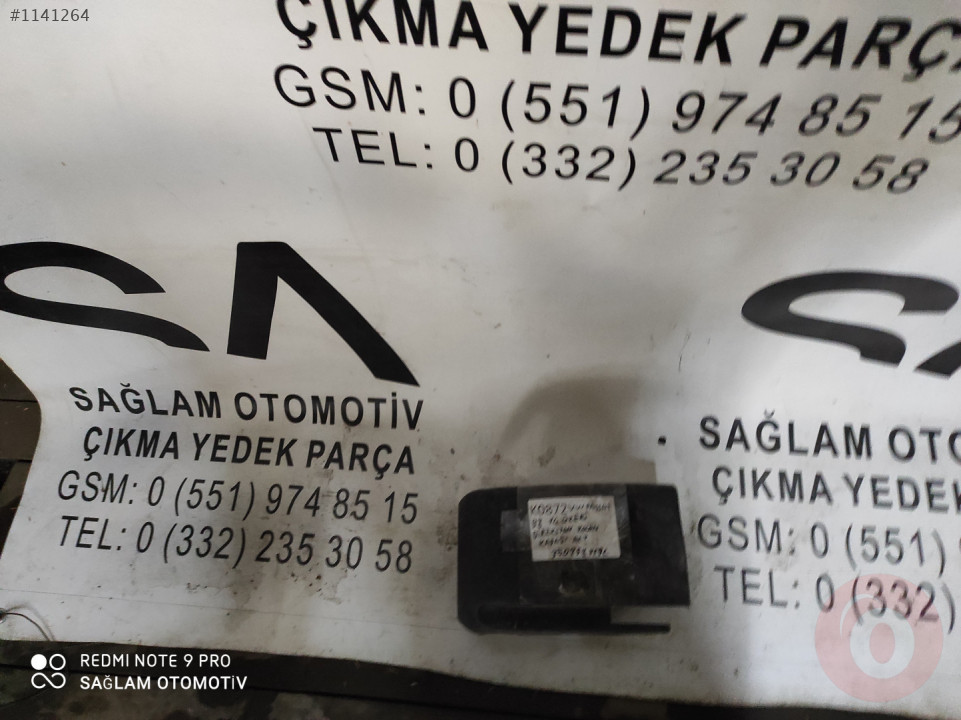 #1141264
ÇIKMA YEDEK PARÇA
GSM: 0 (551) 974 85 15
TEL: 0 (332) 235 30 58
SA
S
SAĞLAM OTOMOTİV
ÇIKMA YEDEK PARÇA
GSM: 0 (551) 974 85 15
TEL: 0 (332) 235 30 58
SAĞLAM OTO
ÇIKMA YEDEK
GSM: 0 (551)
TEL: 0 (332)
K0872
REDMI NOTE 9 PRO
SAĞLAM OTOMOTİV